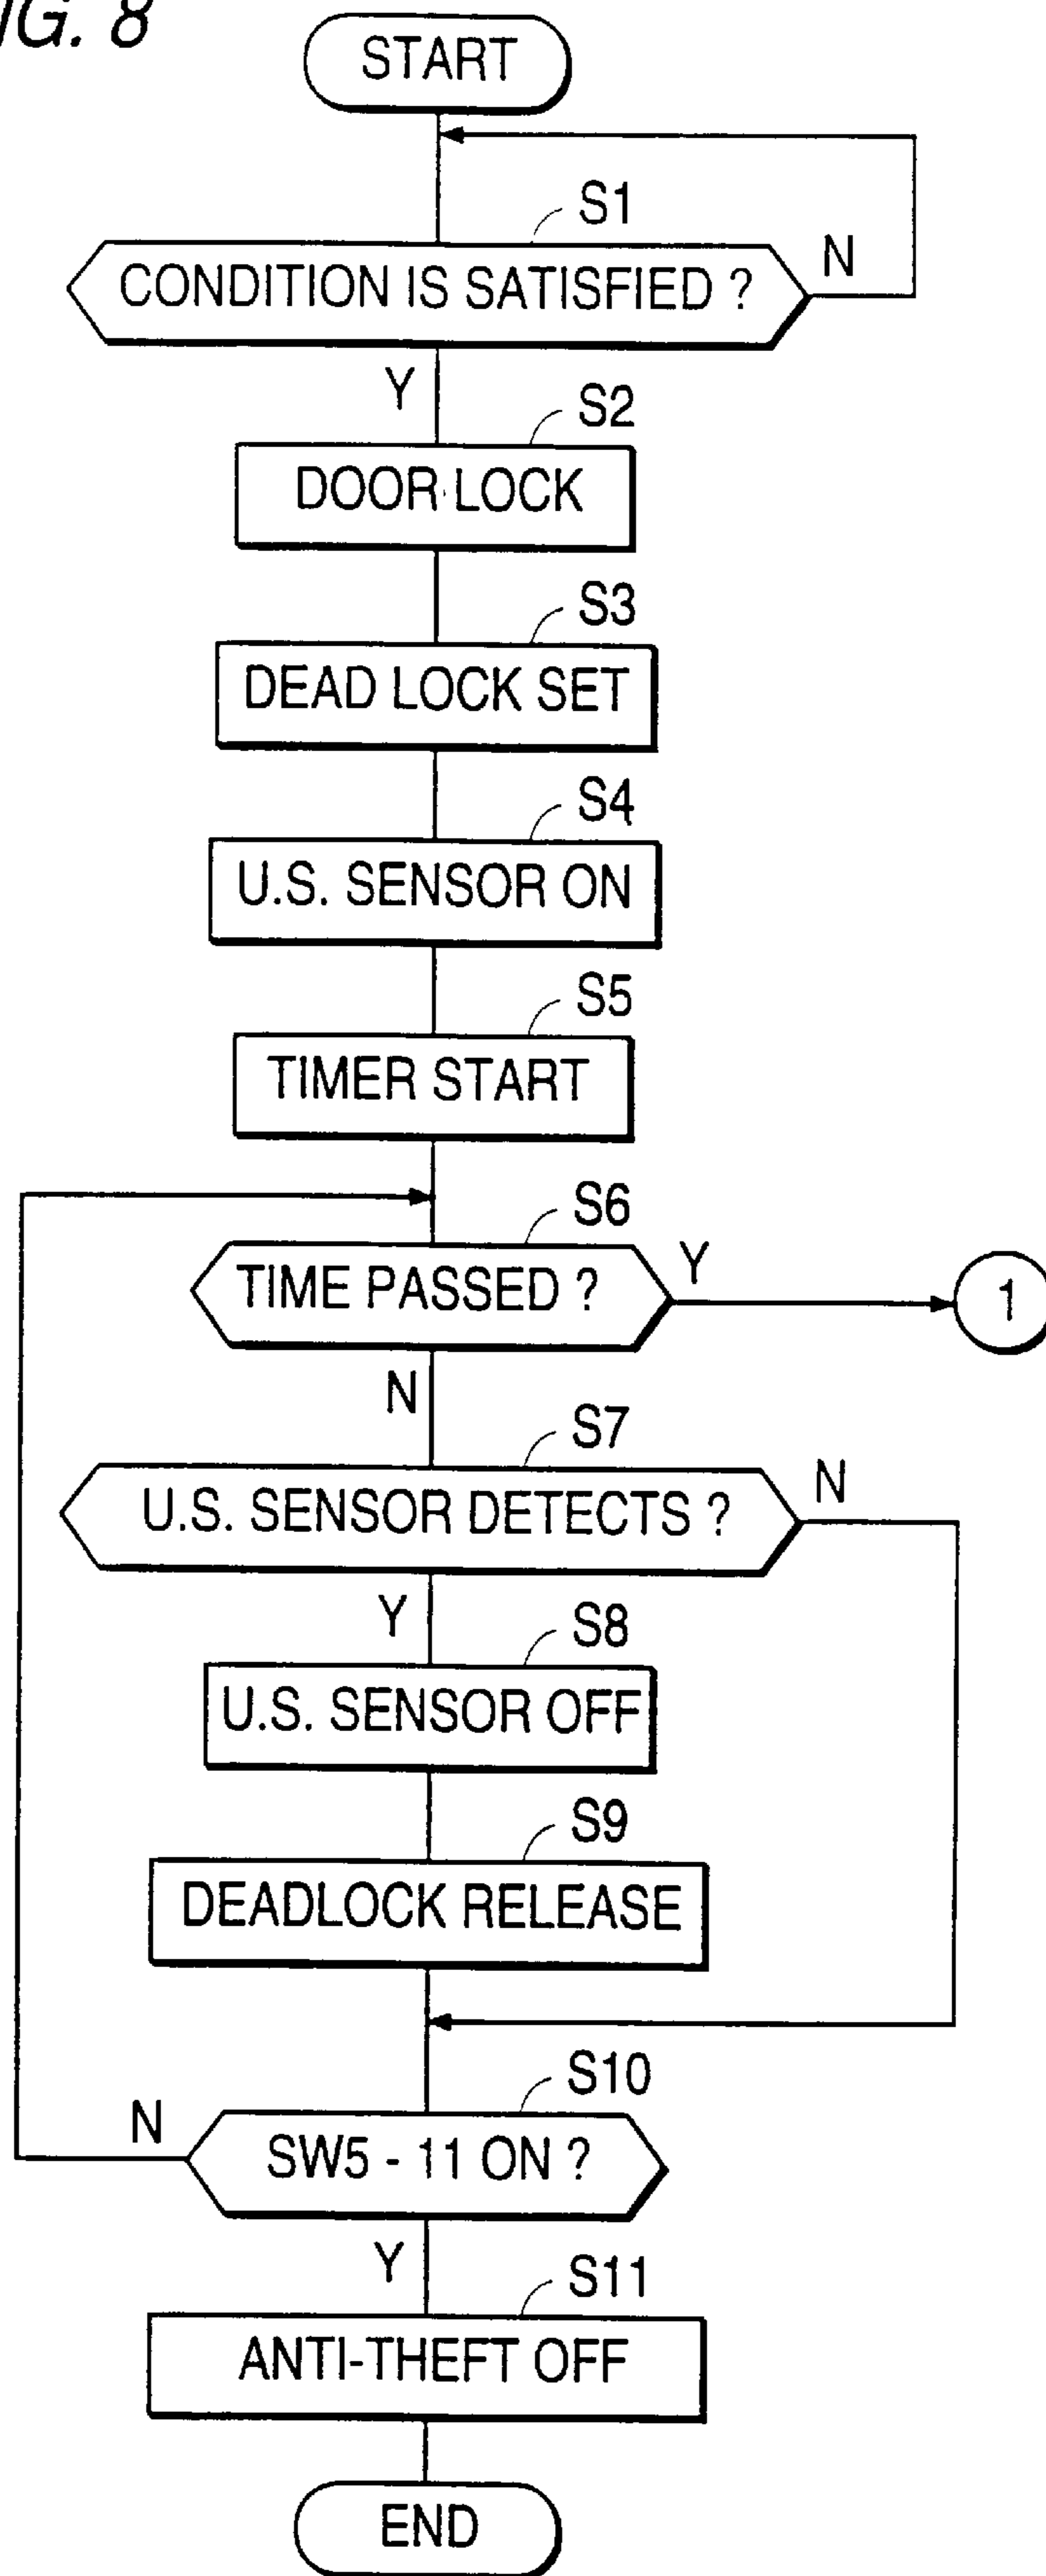 IG. 8
START
S1
CONDITION IS SATISFIED ?
N
Y
S2
DOOR LOCK
S3
DEAD LOCK SET
S4
U.S. SENSOR ON
S5
TIMER START
S6
TIME PASSED ?
Y
1
N
S7
U.S. SENSOR DETECTS ?
N
Y
S8
U.S. SENSOR OFF
S9
DEADLOCK RELEASE
S10
N
SW5 - 11 ON ?
Y
S11
ANTI-THEFT OFF
END